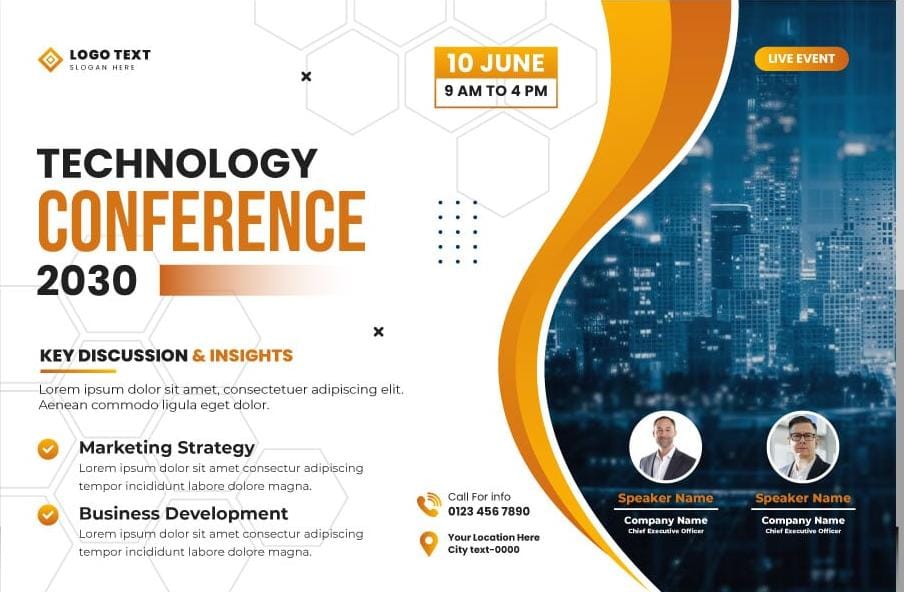 LOGO TEXT
SLOGAN HERE
10 JUNE
9 AM TO 4 PM
LIVE EVENT
TECHNOLOGY
CONFERENCE
2030
KEY DISCUSSION & INSIGHTS
Lorem ipsum dolor sit amet, consectetuer adipiscing elit.
Aenean commodo ligula eget dolor.
Marketing Strategy
Lorem ipsum dolor sit amet consectur adipiscing
tempor incididunt labore dolore magna.
Business Development
Lorem ipsum dolor sit amet consectur adipiscing
tempor incididunt labore dolore magna.
Call For info
0123 456 7890
Your Location Here
City text-0000
Speaker Name
Company Name
Chief Executive Officer
Speaker Name
Company Name
Chief Executive Officer